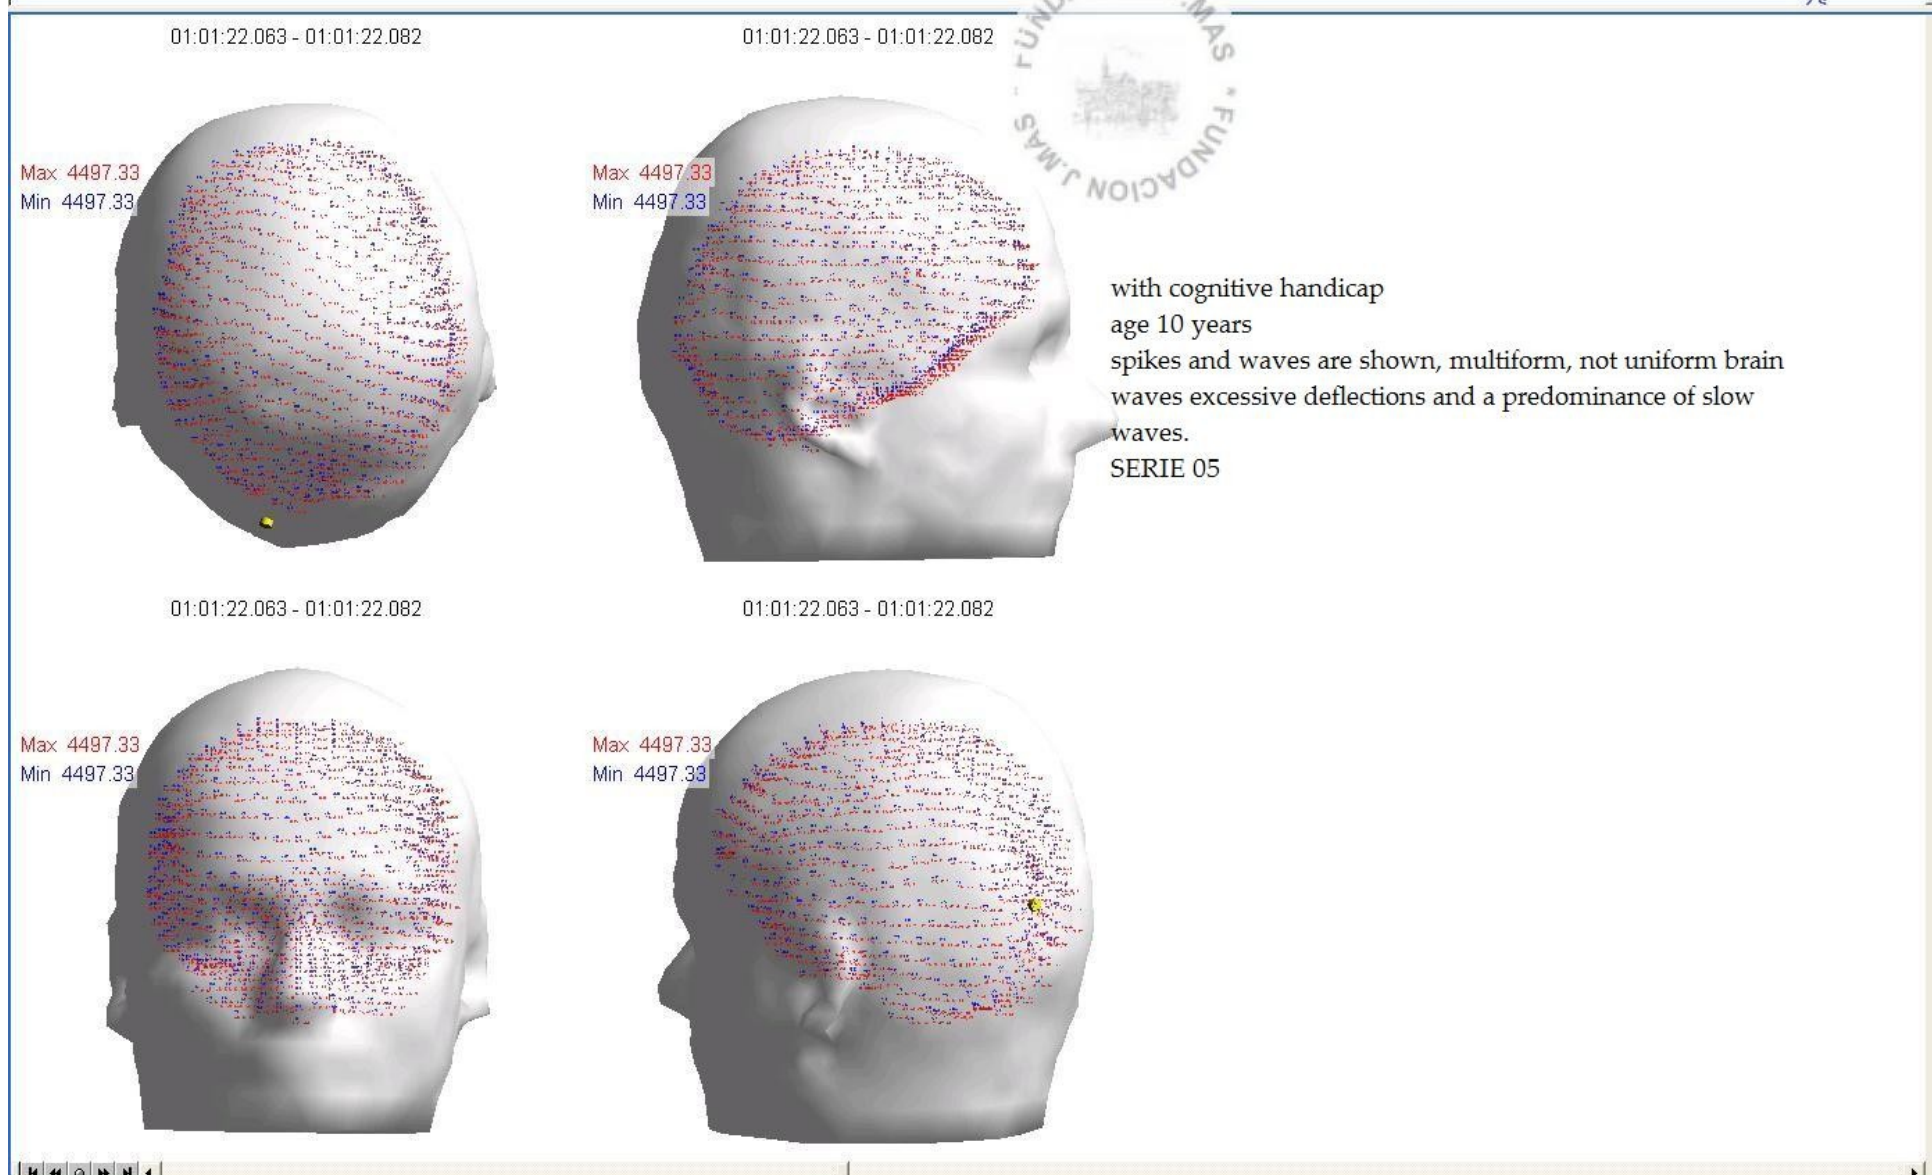 01:01:22.063 - 01:01:22.082
01:01:22.063 - 01:01:22.082
Max 4497.33
Min 4497.33
Max 4497.33
Min 4497.33
J.MAS * FUNDACION J.MAS
with cognitive handicap
age 10 years
spikes and waves are shown, multiform, not uniform brain
waves excessive deflections and a predominance of slow
waves.
SERIE 05
01:01:22.063 - 01:01:22.082
01:01:22.063 - 01:01:22.082
Max 4497.33
Min 4497.33
Max 4497.33
Min 4497.33